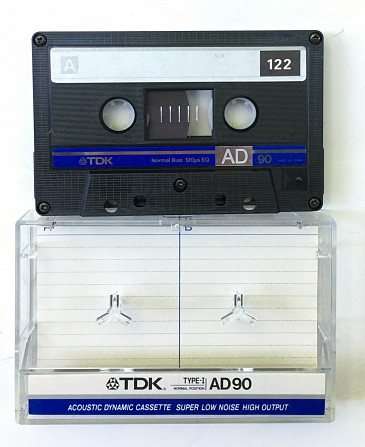 A
122
TDK
Normal Bias 120µs EQ
AD
90
A
B
TDK
TYPE-I
NORMAL POSITION
AD90
ACOUSTIC DYNAMIC CASSETTE SUPER LOW NOISE HIGH OUTPUT